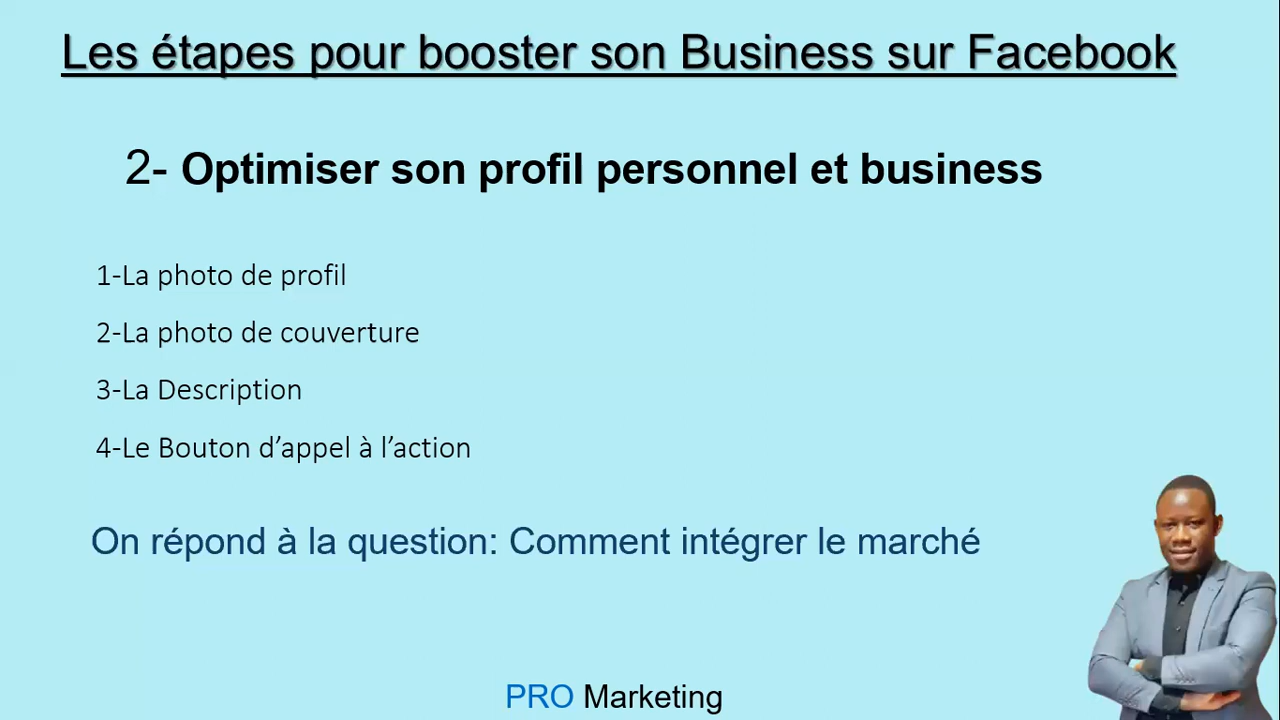 Les étapes pour booster son Business sur Facebook
2- Optimiser son profil personnel et business
1-La photo de profil
2-La photo de couverture
3-La Description
4-Le Bouton d’appel à l’action
On répond à la question: Comment intégrer le marché
PRO Marketing